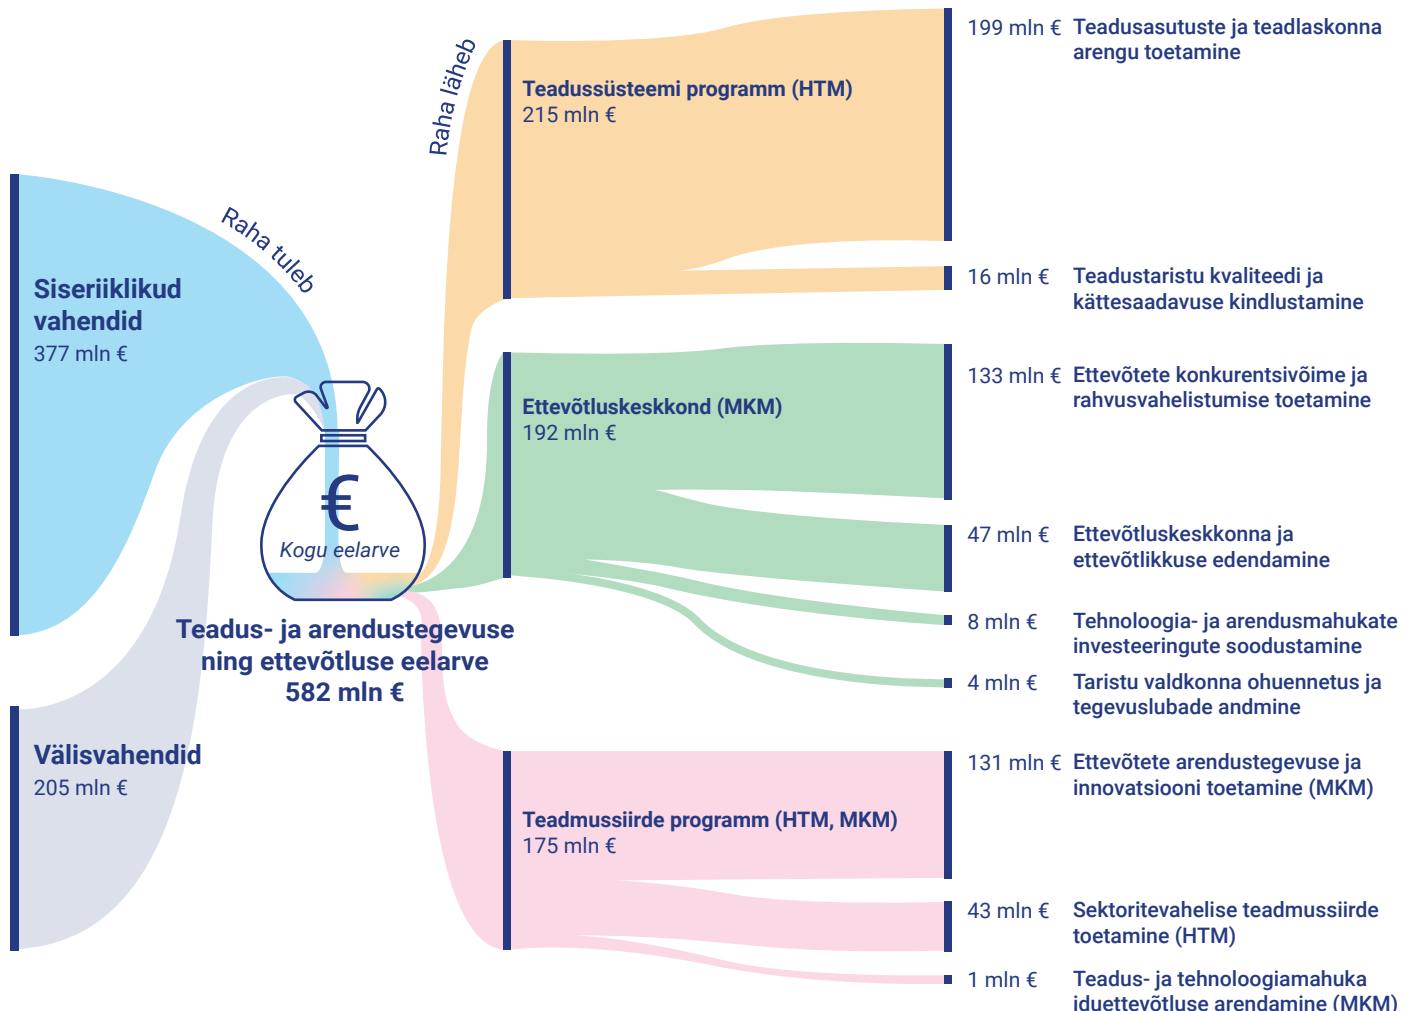 Raha tuleb
Siseriiklikud
vahendid
377 mln €
Välisvahendid
205 mln €
€
Kogu eelarve
Teadus- ja arendustegevuse
ning ettevõtluse eelarve
582 mln €
Raha läheb
Teadussüsteemi programm (HTM)
215 mln €
199 mln € Teadusasutuste ja teadlaskonna
arengu toetamine
16 mln € Teadustaristu kvaliteedi ja
kättesaadavuse kindlustamine
Ettevõtluskeskkond (MKM)
192 mln €
133 mln € Ettevõtete konkurentsivõime ja
rahvusvahelistumise toetamine
47 mln € Ettevõtluskeskkonna ja
ettevõtlikkuse edendamine
8 mln € Tehnoloogia- ja arendusmahukate
investeeringute soodustamine
4 mln € Taristu valdkonna ohuennetus ja
tegevuslubade andmine
Teadmussiirde programm (HTM, MKM)
175 mln €
131 mln € Ettevõtete arendustegevuse ja
innovatsiooni toetamine (MKM)
43 mln € Sektoritevahelise teadmussiirde
toetamine (HTM)
1 mln € Teadus- ja tehnoloogiamahuka
iduettevõtluse arendamine (MKM)